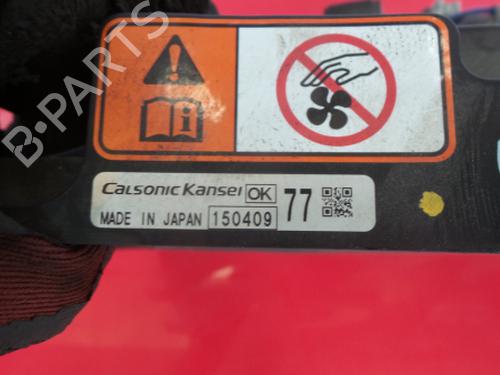 B-PARTS
Calsonic Kansei OK 77
MADE IN JAPAN 150409